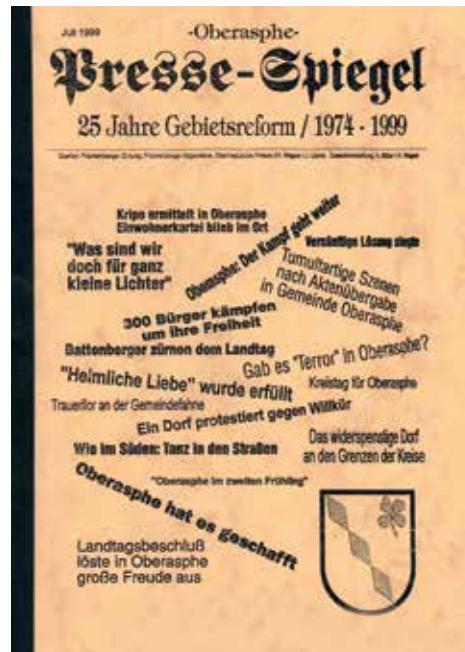 Juli 1999
-Oberasphe-
Presse-Spiegel
25 Jahre Gebietsreform / 1974 - 1999
Kripo ermittelt in Oberasphe
Einwohnerkartei blieb im Ort
Oberasphe: Der Kampf geht weiter
"Was sind wir
doch für ganz
kleine Lichter"
Vernünftige Lösung siegte
Tumultartige Szenen
nach Aktenübergabe
in Gemeinde Oberasphe
300 Bürger kämpfen
um ihre Freiheit
Battenberger zürnen dem Landtag
Gab es "Terror" in Oberasphe?
"Heimliche Liebe" wurde erfüllt
Kreistag für Oberasphe
Trauerflor an der Gemeindefahne
Ein Dorf protestiert gegen Willkür
Wie im Süden: Tanz in den Straßen
Das widerspenstige Dorf
an den Grenzen der Kreise
"Oberasphe im zweiten Frühling"
Oberasphe hat es geschafft
Landtagsbeschluß
löste in Oberasphe
große Freude aus